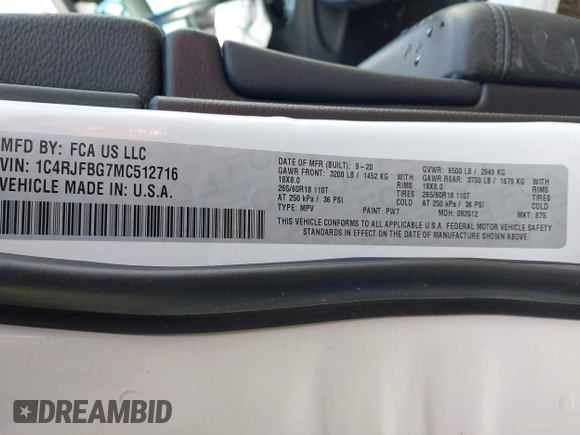 MFD BY: FCA US LLC
VIN: 1C4RJFBG7MC512716
VEHICLE MADE IN: U.S.A.
DATE OF MFR (BUILT): 9-20
GVWR: 6500 LB / 2949 KG
GAWR FRONT: 3200 LB / 1452 KG
GAWR REAR: 3700 LB / 1679 KG
18X8.0 RIMS
18X8.0 RIMS
265/60R18 110T TIRES
265/60R18 110T TIRES
AT 250 kPa / 36 PSI COLD
AT 250 kPa / 36 PSI COLD
TYPE: MPV PAINT: PW7 MDH: 092512 MKT: 875
THIS VEHICLE CONFORMS TO ALL APPLICABLE U.S.A. FEDERAL MOTOR VEHICLE SAFETY
STANDARDS IN EFFECT ON THE DATE OF MANUFACTURE SHOWN ABOVE.
DREAMBID